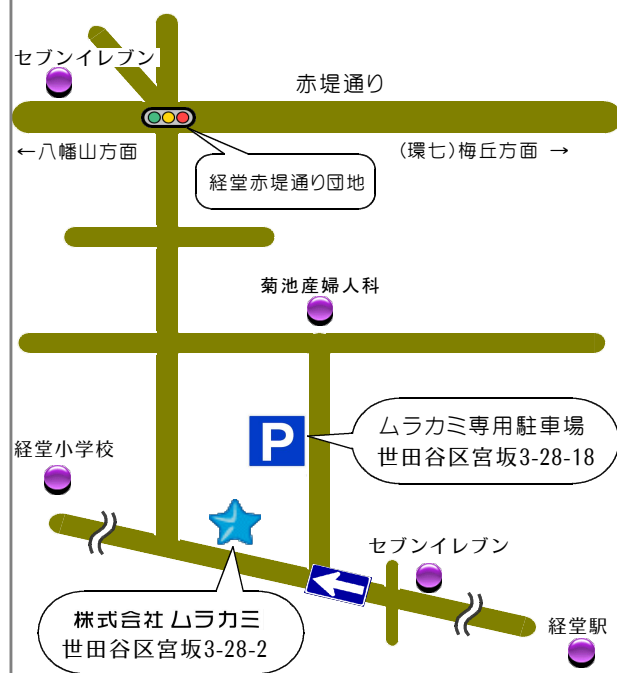 セブンイレブン
赤堤通り
←八幡山方面
(環七)梅丘方面 →
経堂赤堤通り団地
菊池産婦人科
P
ムラカミ専用駐車場
世田谷区宮坂3-28-18
経堂小学校
セブンイレブン
株式会社 ムラカミ
世田谷区宮坂3-28-2
経堂駅